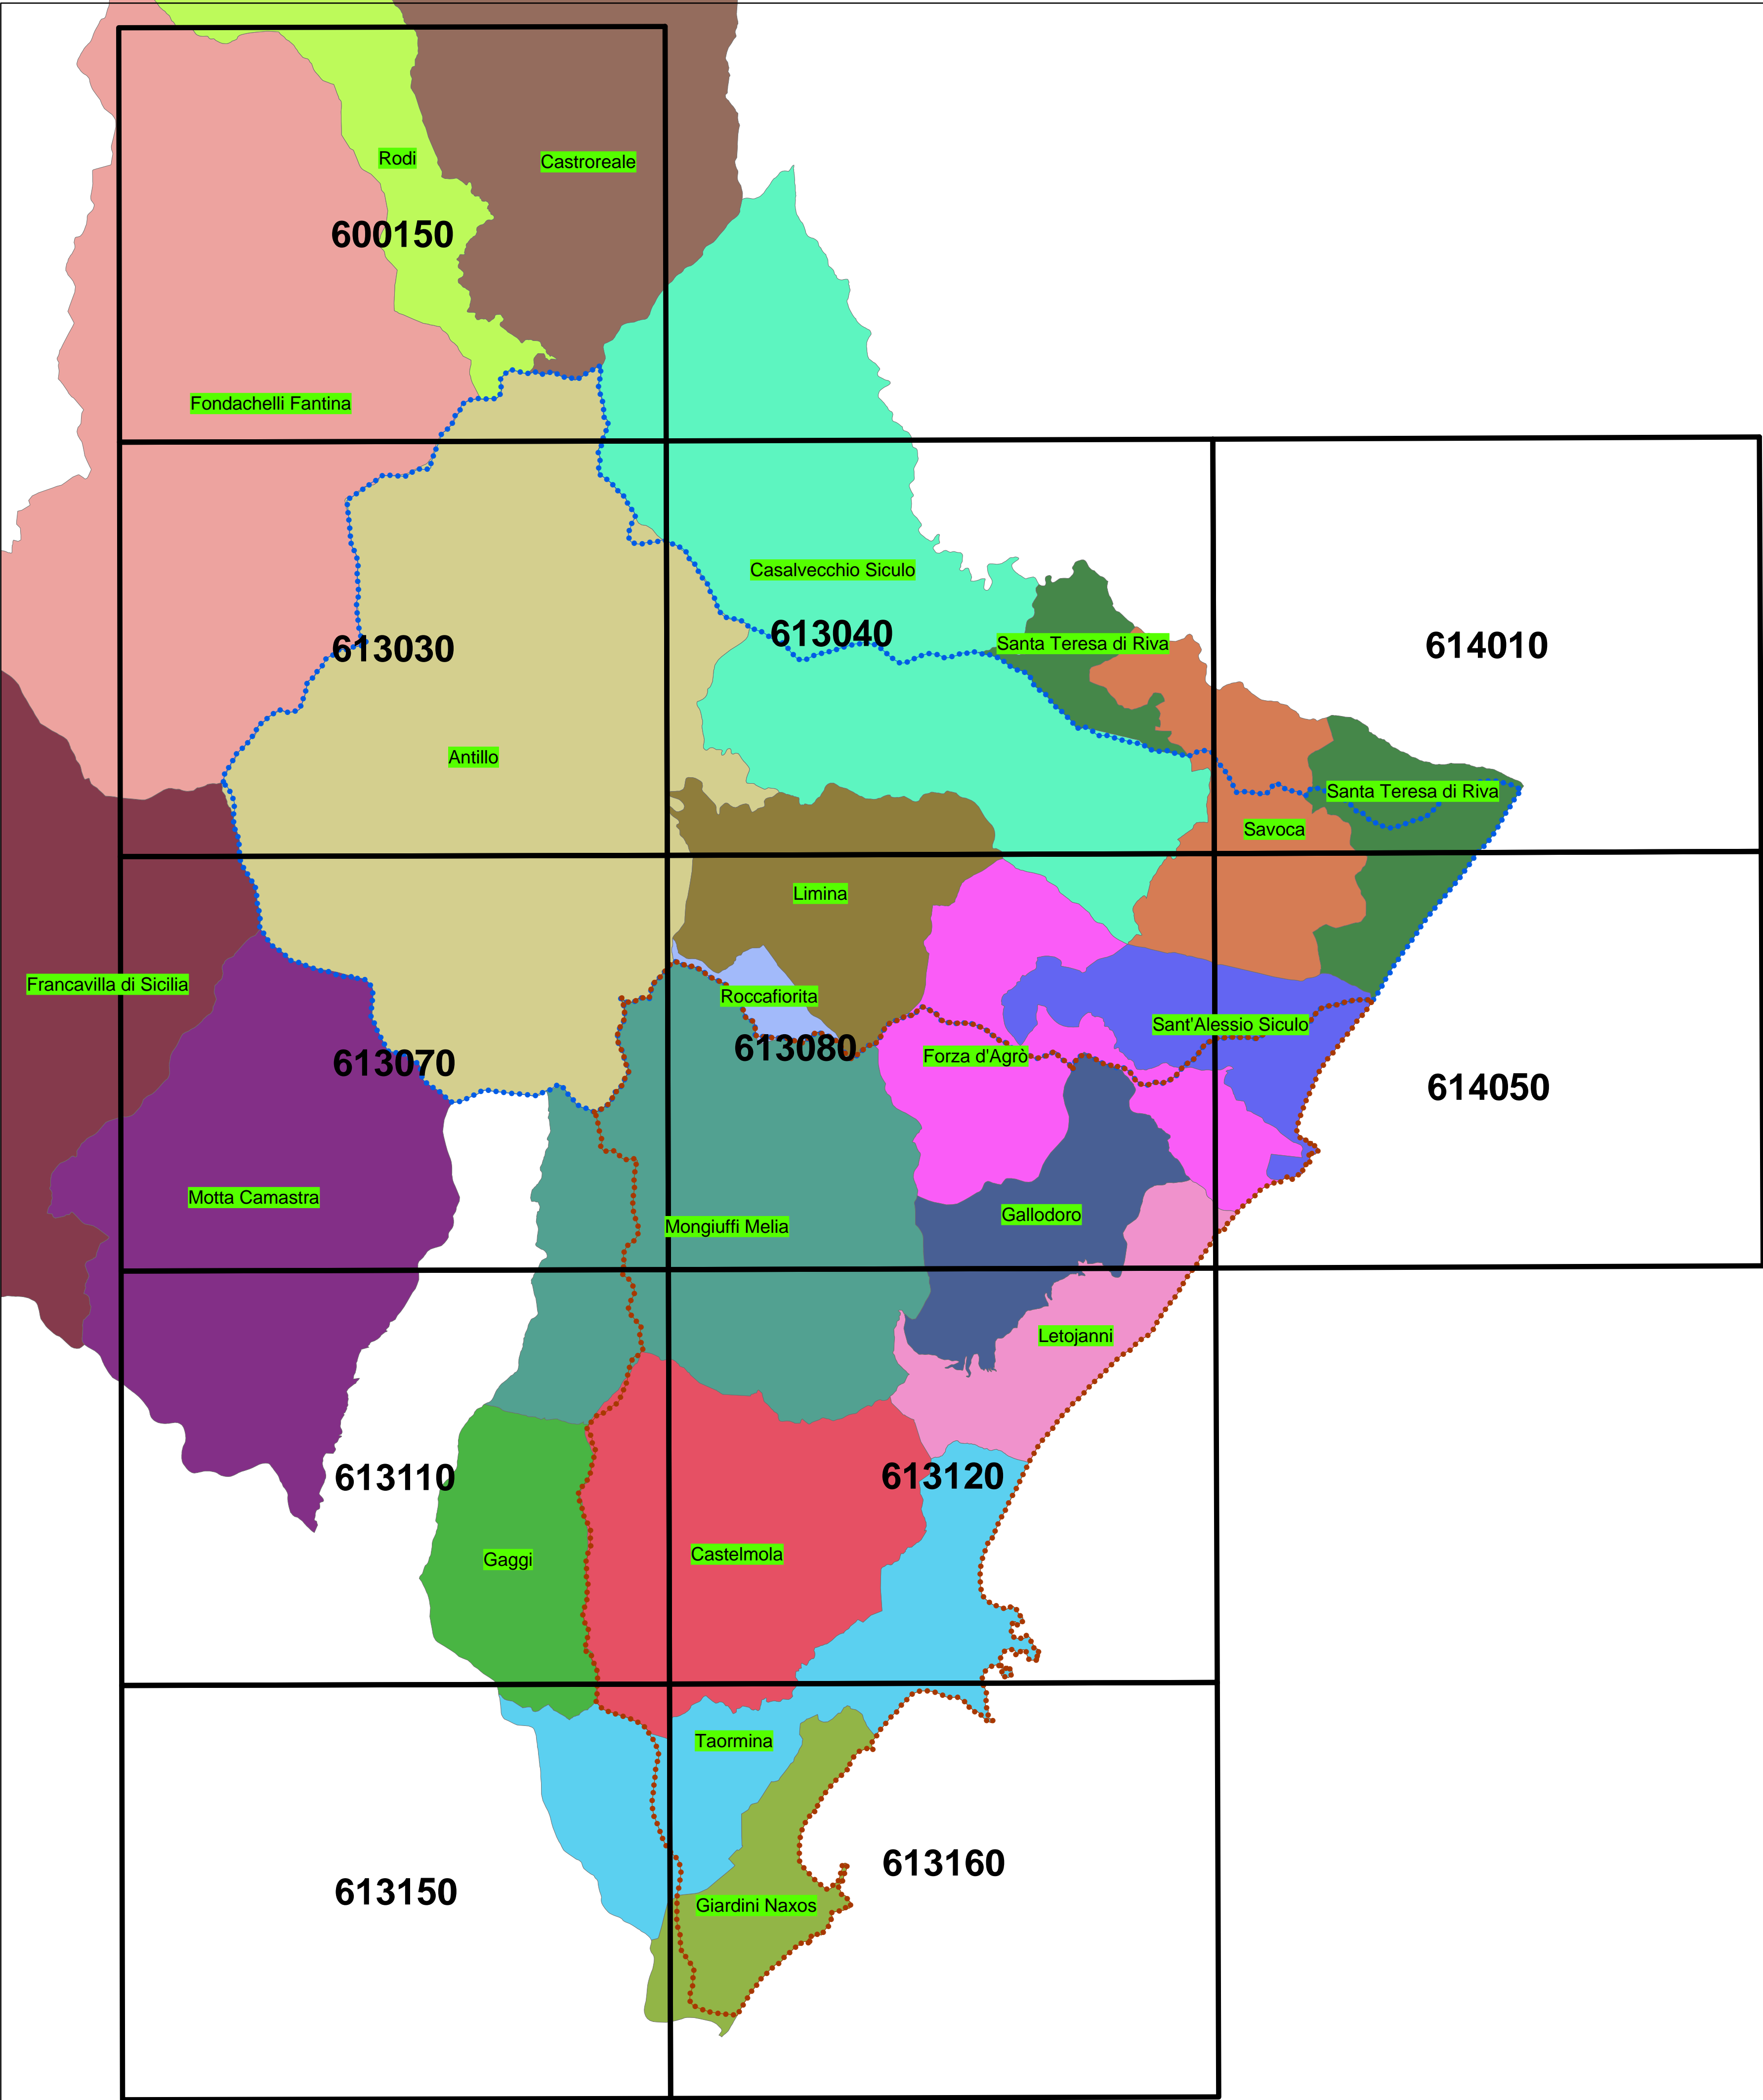 Rodi
Castroreale
600150
Fondachelli Fantina
Casalvecchio Siculo
613030
613040
Santa Teresa di Riva
614010
Antillo
Santa Teresa di Riva
Savoca
Limina
Francavilla di Sicilia
Roccafiorita
Sant'Alessio Siculo
613070
613080
Forza d'Agrò
614050
Motta Camastra
Mongiuffi Melia
Gallodoro
Letojanni
613110
613120
Gaggi
Castelmola
Taormina
613150
613160
Giardini Naxos